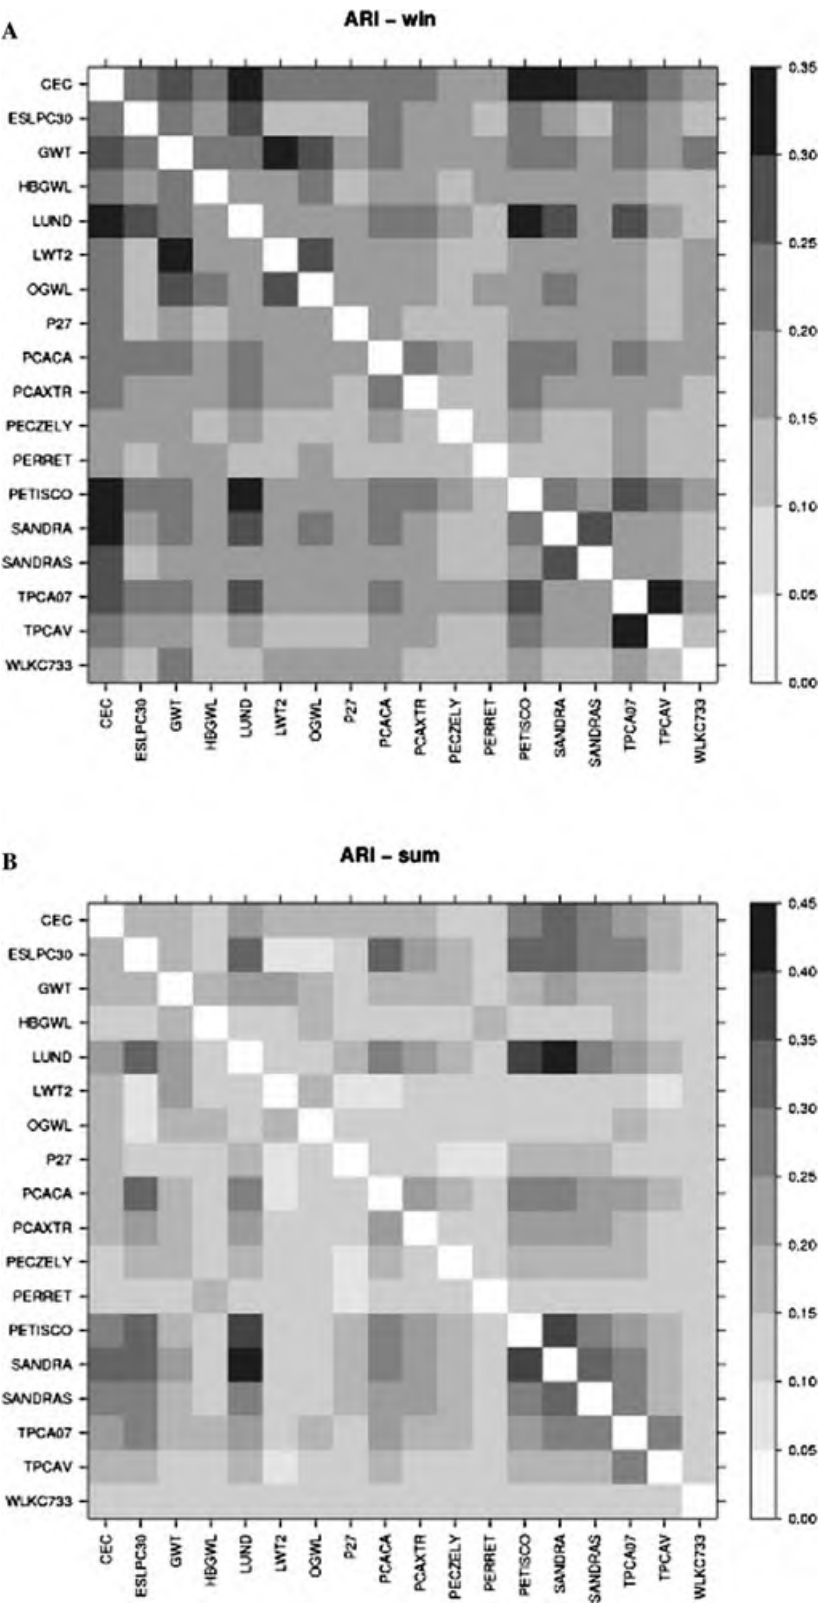 A
ARI – win
CEC
ESLPC30
GWT
HBGWL
LUND
LWT2
OGWL
P27
PCACA
PCAXTR
PECZELY
PERRET
PETISCO
SANDRA
SANDRAS
TPCA07
TPCAV
WLKC733
CEC ESLPC30 GWT HBGWL LUND LWT2 OGWL P27 PCACA PCAXTR PECZELY PERRET PETISCO SANDRA SANDRAS TPCA07 TPCAV WLKC733
0.35
0.30
0.25
0.20
0.15
0.10
0.05
0.00
B
ARI – sum
CEC
ESLPC30
GWT
HBGWL
LUND
LWT2
OGWL
P27
PCACA
PCAXTR
PECZELY
PERRET
PETISCO
SANDRA
SANDRAS
TPCA07
TPCAV
WLKC733
CEC ESLPC30 GWT HBGWL LUND LWT2 OGWL P27 PCACA PCAXTR PECZELY PERRET PETISCO SANDRA SANDRAS TPCA07 TPCAV WLKC733
0.45
0.40
0.35
0.30
0.25
0.20
0.15
0.10
0.05
0.00